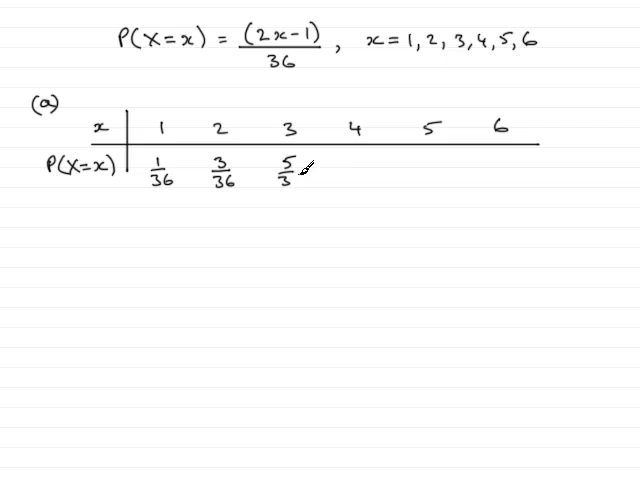 P(X=x) = (2x-1)/36 , x = 1, 2, 3, 4, 5, 6
(a)
x 1 2 3 4 5 6
P(X=x) 1/36 3/36 5/3